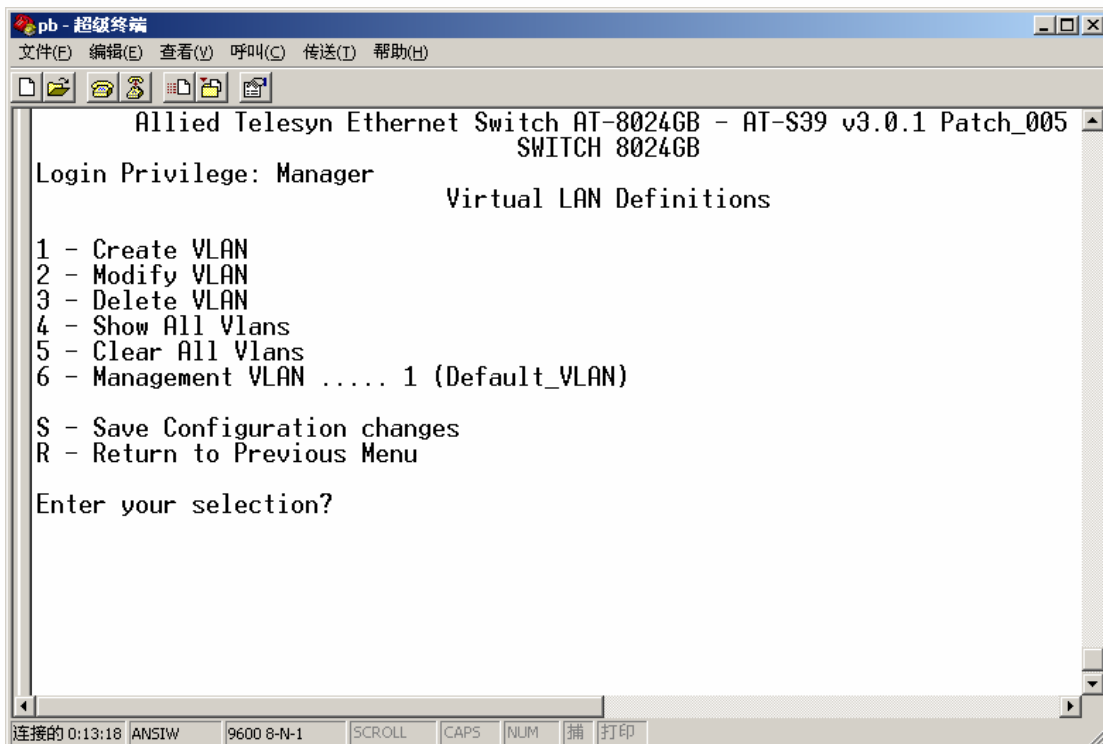 pb - 超级终端
文件(F) 编辑(E) 查看(V) 呼叫(C) 传送(T) 帮助(H)
Allied Telesyn Ethernet Switch AT-8024GB - AT-S39 v3.0.1 Patch_005
SWITCH 8024GB
Login Privilege: Manager
Virtual LAN Definitions
1 - Create VLAN
2 - Modify VLAN
3 - Delete VLAN
4 - Show All Vlans
5 - Clear All Vlans
6 - Management VLAN ..... 1 (Default_VLAN)
S - Save Configuration changes
R - Return to Previous Menu
Enter your selection?
连接的 0:13:18 ANSIW 9600 8-N-1 SCROLL CAPS NUM 捕 打印